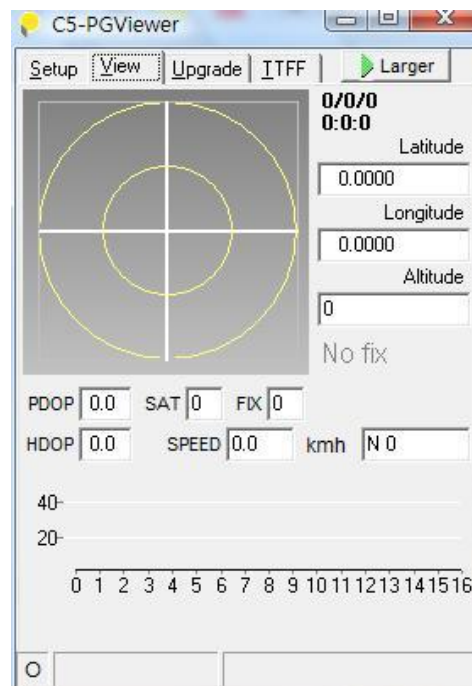 C5-PGViewer
Setup View Upgrade TTFF Larger
0/0/0
0:0:0
Latitude
0.0000
Longitude
0.0000
Altitude
0
No fix
PDOP 0.0 SAT 0 FIX 0
HDOP 0.0 SPEED 0.0 kmh N 0
40
20
0 1 2 3 4 5 6 7 8 9 10 11 12 13 14 15 16
O